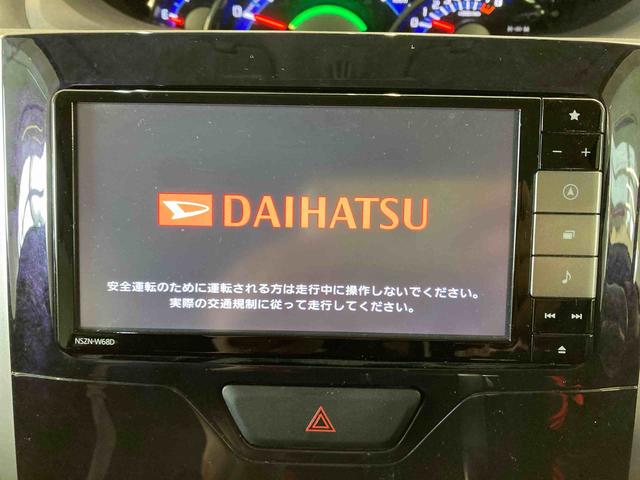 DAIHATSU
安全運転のために運転される方は走行中に操作しないでください。
実際の交通規制に従って走行してください。
NSZN-W68D